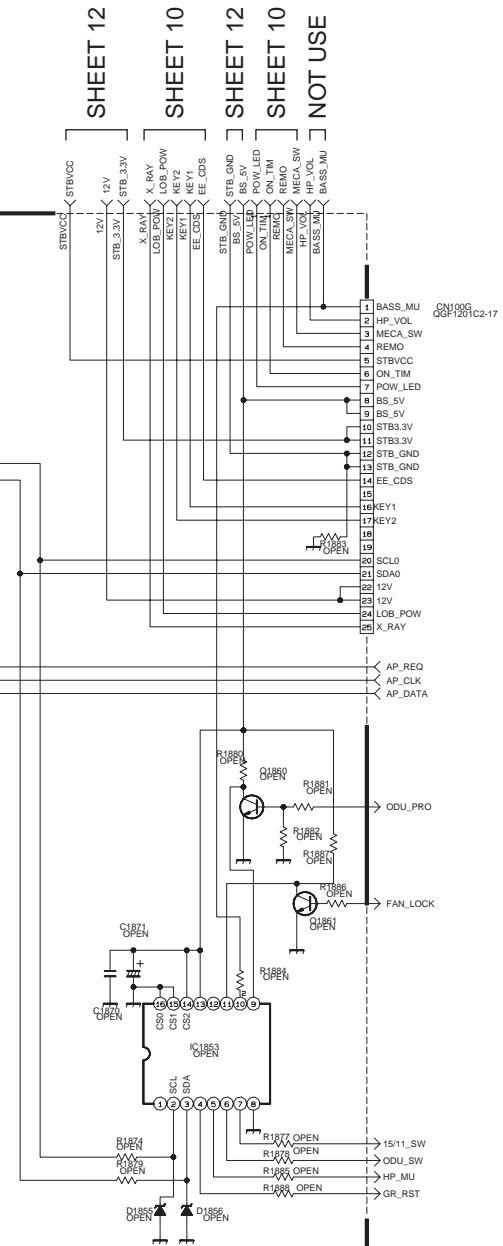 SHEET 12
SHEET 10
SHEET 12
SHEET 10
NOT USE
STBVCC
12V
STB_3.3V
X_RAY
LOB_POW
KEY2
KEY1
EE_CDS
STB_GND
BS_5V
POW_LED
ON_TIM
REMO
MECA_SW
HP_VOL
BASS_MU
STBVCC
12V
STB_3.3V
X_RAY
LOB_POW
KEY2
KEY1
EE_CDS
STB_GND
BS_5V
POW_LED
ON_TIM
REMO
MECA_SW
HP_VOL
BASS_MU
CN100G
QGF1201C2-17
1 BASS_MU
2 HP_VOL
3 MECA_SW
4 REMO
5 STBVCC
6 ON_TIM
7 POW_LED
8 BS_5V
9 BS_5V
10 STB3.3V
11 STB3.3V
12 STB_GND
13 STB_GND
14 EE_CDS
15
16 KEY1
17 KEY2
18
19
20 SCL0
21 SDA0
22 12V
23 12V
24 LOB_POW
25 X_RAY
R1883
OPEN
AP_REQ
AP_CLK
AP_DATA
R1880
OPEN
Q1860
OPEN
R1881
OPEN
ODU_PRO
R1882
OPEN
R1887
OPEN
R1886
OPEN
FAN_LOCK
Q1861
OPEN
C1871
OPEN
+
R1884
OPEN
C1870
OPEN
16 15 14 13 12 11 10 9
CS0 CS1 CS2
IC1853
OPEN
SCL SDA
1 2 3 4 5 6 7 8
R1877 OPEN
15/11_SW
R1874
OPEN
R1878 OPEN
ODU_SW
R1879
OPEN
R1885 OPEN
HP_MU
R1888 OPEN
GR_RST
D1855
OPEN
D1856
OPEN